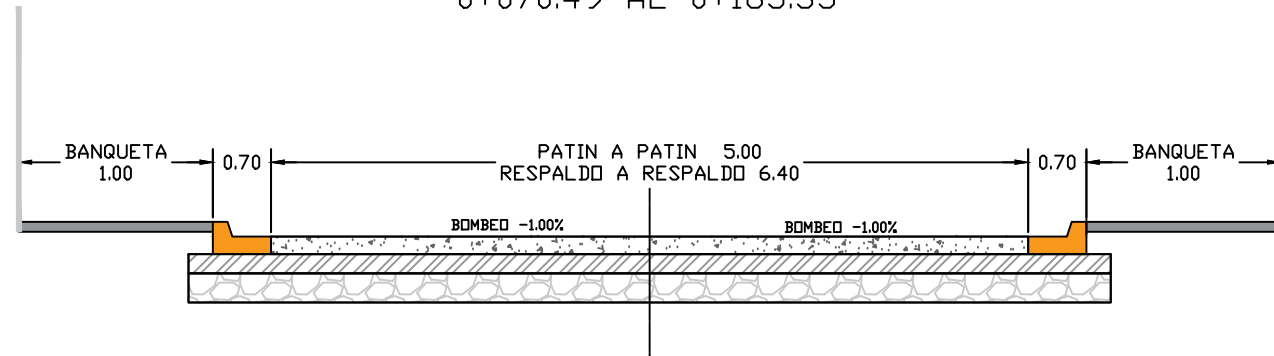 BANQUETA
1.00
0.70
PATIN A PATIN 5.00
RESPALDO A RESPALDO 6.40
0.70
BANQUETA
1.00
BOMBEO -1.00%
BOMBEO -1.00%